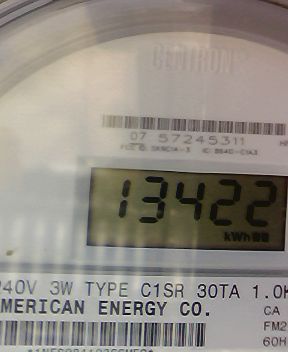 CENTRON
07 57245311
13422
kWh
240V 3W TYPE C1SR 30TA 1.0K
AMERICAN ENERGY CO.
CA
FM2
60H